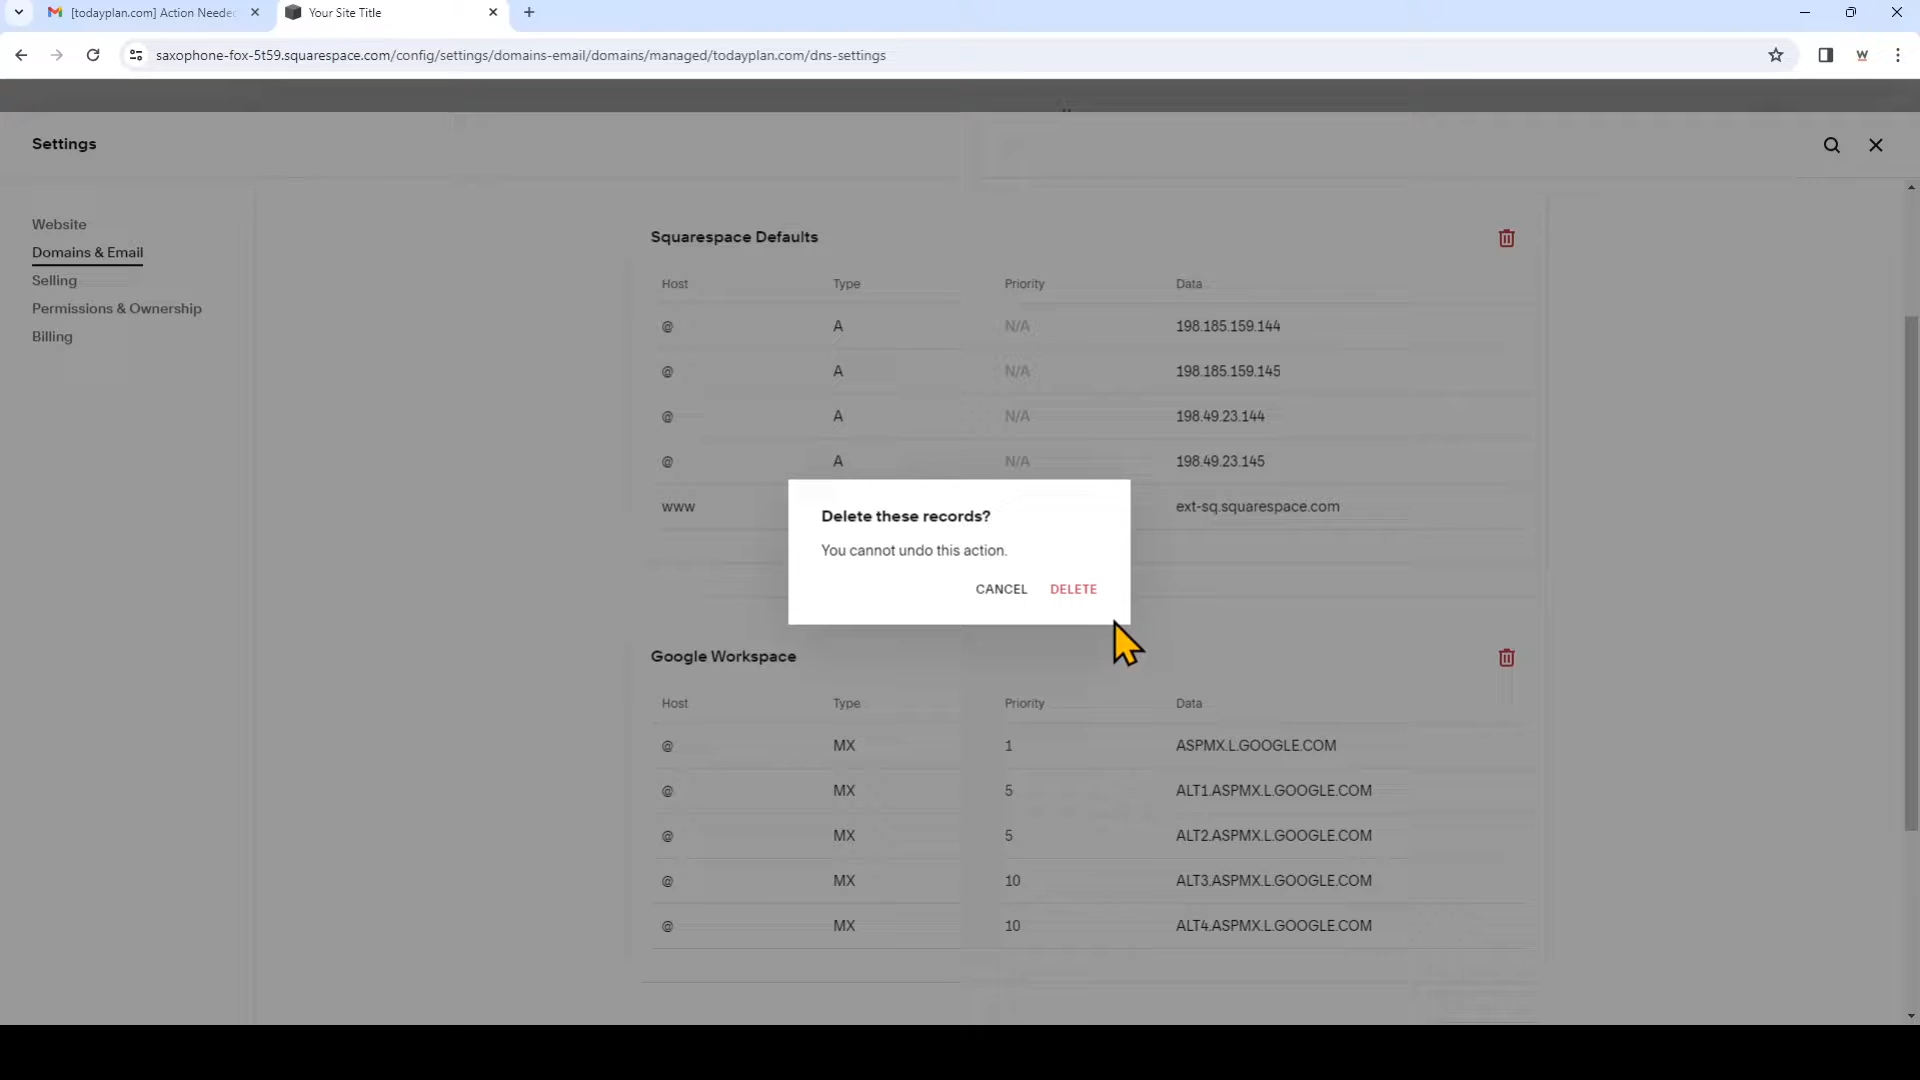 [todayplan.com] Action Neede
Your Site Title
saxophone-fox-5t59.squarespace.com/config/settings/domains-email/domains/managed/todayplan.com/dns-settings
Settings
Website
Domains & Email
Selling
Permissions & Ownership
Billing
Squarespace Defaults
Host Type Priority Data
@ A N/A 198.185.159.144
@ A N/A 198.185.159.145
@ A N/A 198.49.23.144
@ A N/A 198.49.23.145
www ext-sq.squarespace.com
Delete these records?
You cannot undo this action.
CANCEL DELETE
Google Workspace
Host Type Priority Data
@ MX 1 ASPMX.L.GOOGLE.COM
@ MX 5 ALT1.ASPMX.L.GOOGLE.COM
@ MX 5 ALT2.ASPMX.L.GOOGLE.COM
@ MX 10 ALT3.ASPMX.L.GOOGLE.COM
@ MX 10 ALT4.ASPMX.L.GOOGLE.COM